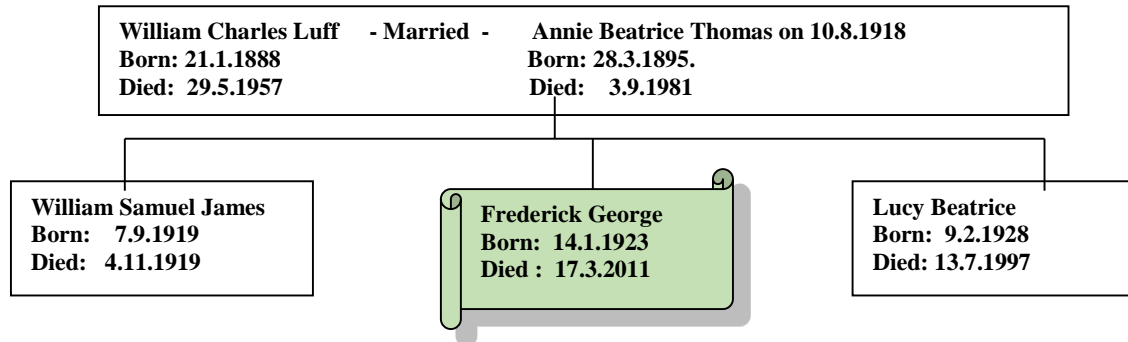 William Charles Luff - Married - Annie Beatrice Thomas on 10.8.1918
Born: 21.1.1888 Born: 28.3.1895.
Died: 29.5.1957 Died: 3.9.1981
William Samuel James
Born: 7.9.1919
Died: 4.11.1919
Frederick George
Born: 14.1.1923
Died : 17.3.2011
Lucy Beatrice
Born: 9.2.1928
Died: 13.7.1997